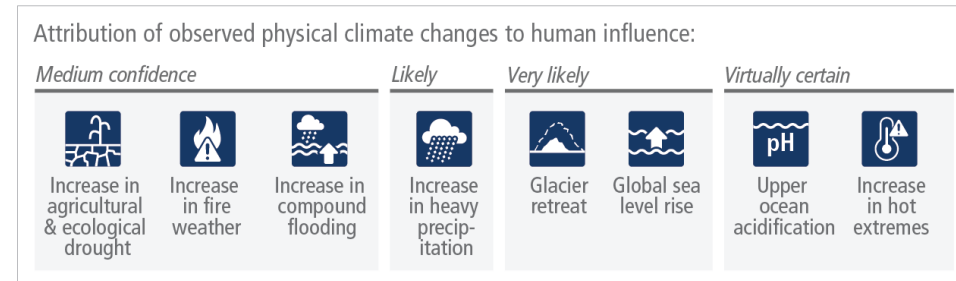 Attribution of observed physical climate changes to human influence:
Medium confidence
Likely
Very likely
Virtually certain
Increase in
agricultural
& ecological
drought
Increase
in fire
weather
Increase in
compound
flooding
Increase
in heavy
precip-
itation
Glacier
retreat
Global sea
level rise
pH
Upper
ocean
acidification
Increase
in hot
extremes